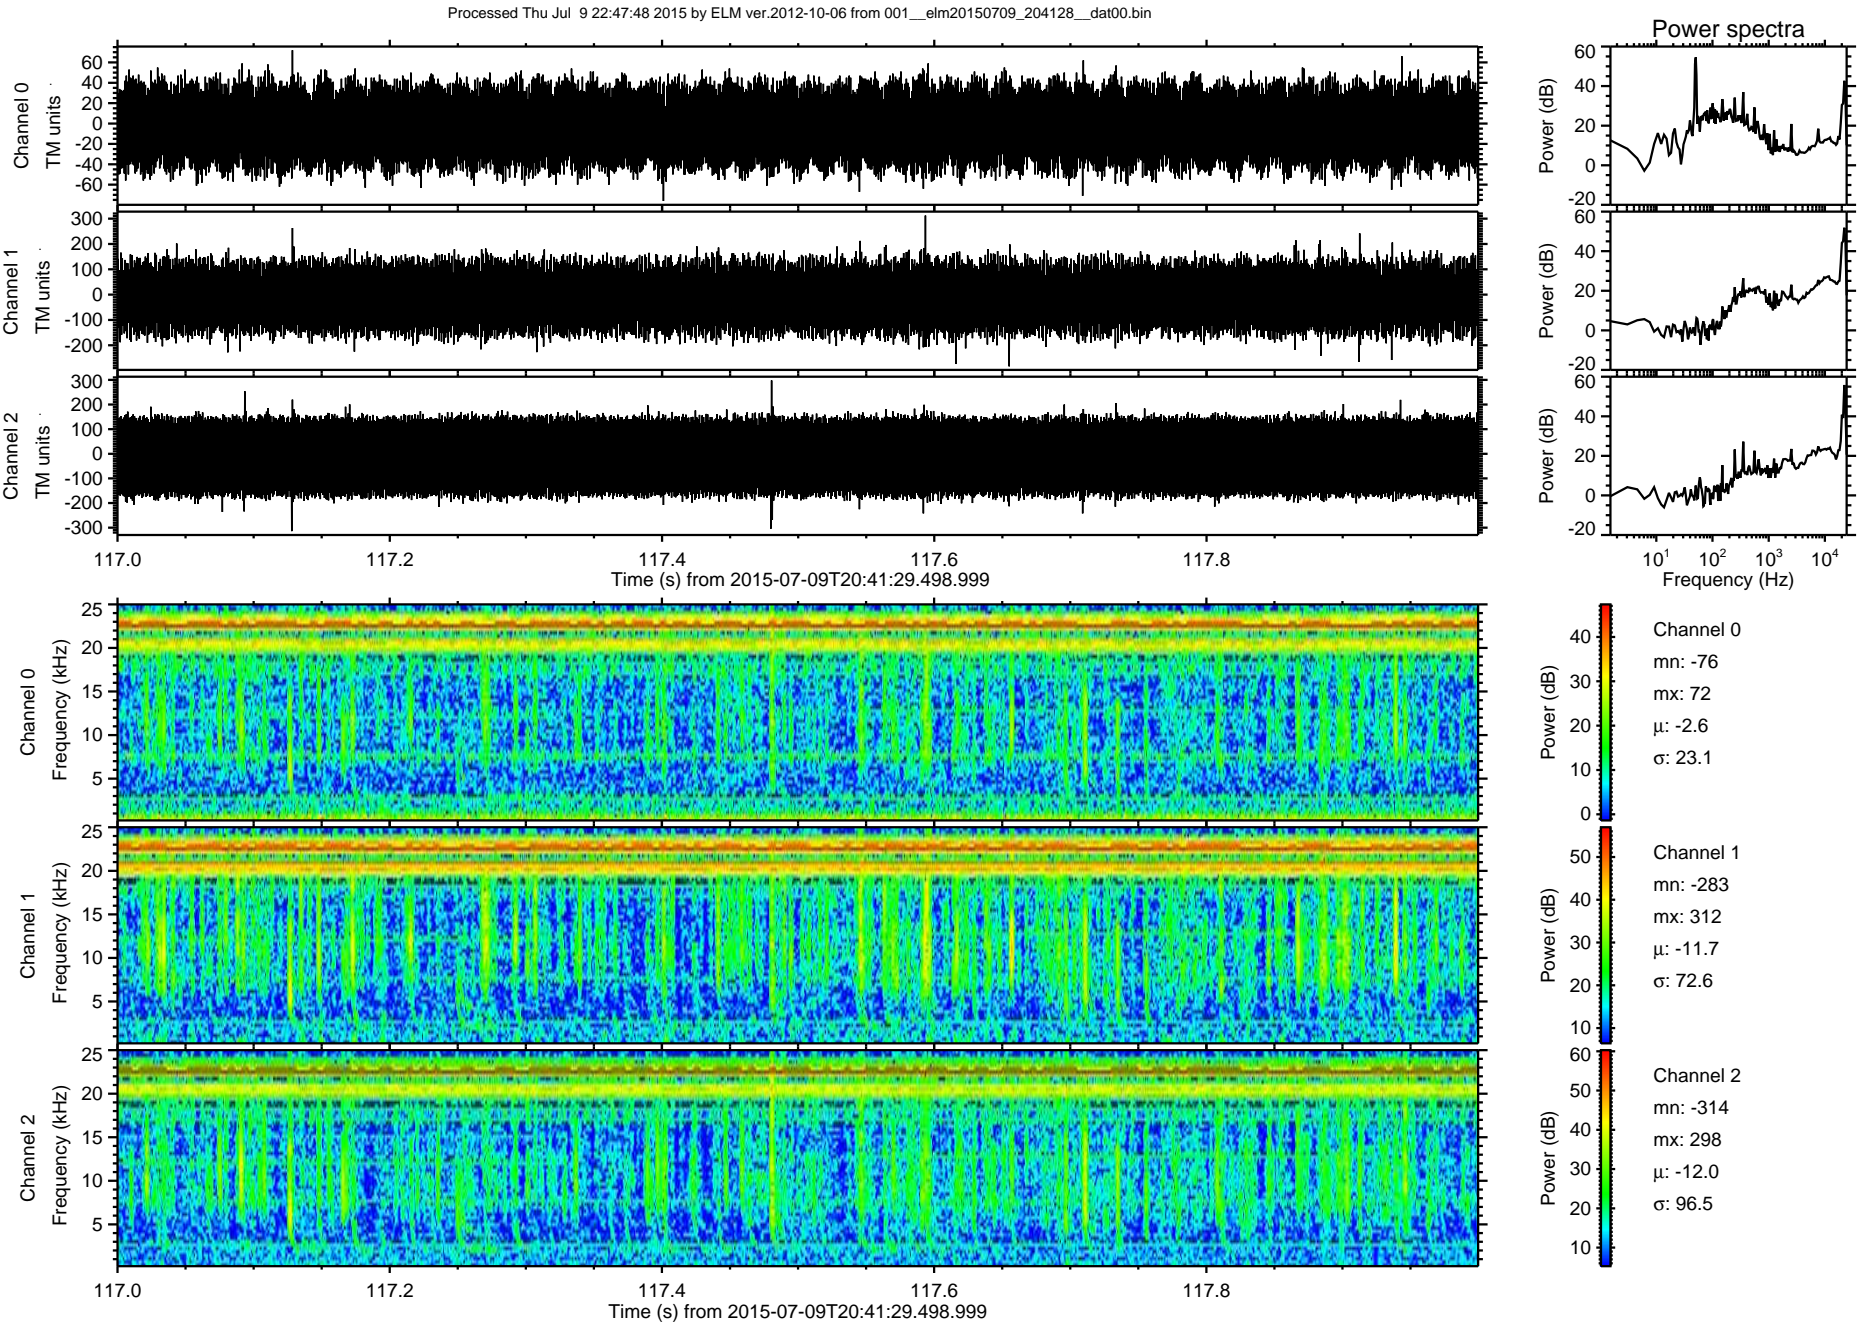 Processed Thu Jul 9 22:47:48 2015 by ELM ver.2012-10-06 from 001__elm20150709_204128__dat00.bin
Power spectra
Channel 0
TM units
60
40
20
0
-20
-40
-60
Power (dB)
60
40
20
0
-20
Channel 1
TM units
300
200
100
0
-100
-200
Power (dB)
60
40
20
0
-20
Channel 2
TM units
300
200
100
0
-100
-200
-300
Power (dB)
60
40
20
0
-20
117.0 117.2 117.4 117.6 117.8
Time (s) from 2015-07-09T20:41:29.498.999
10^1 10^2 10^3 10^4
Frequency (Hz)
Channel 0
Frequency (kHz)
25
20
15
10
5
Power (dB)
40
30
20
10
0
Channel 0
mn: -76
mx: 72
μ: -2.6
σ: 23.1
Channel 1
Frequency (kHz)
25
20
15
10
5
Power (dB)
50
40
30
20
10
Channel 1
mn: -283
mx: 312
μ: -11.7
σ: 72.6
Channel 2
Frequency (kHz)
25
20
15
10
5
Power (dB)
60
50
40
30
20
10
Channel 2
mn: -314
mx: 298
μ: -12.0
σ: 96.5
117.0 117.2 117.4 117.6 117.8
Time (s) from 2015-07-09T20:41:29.498.999